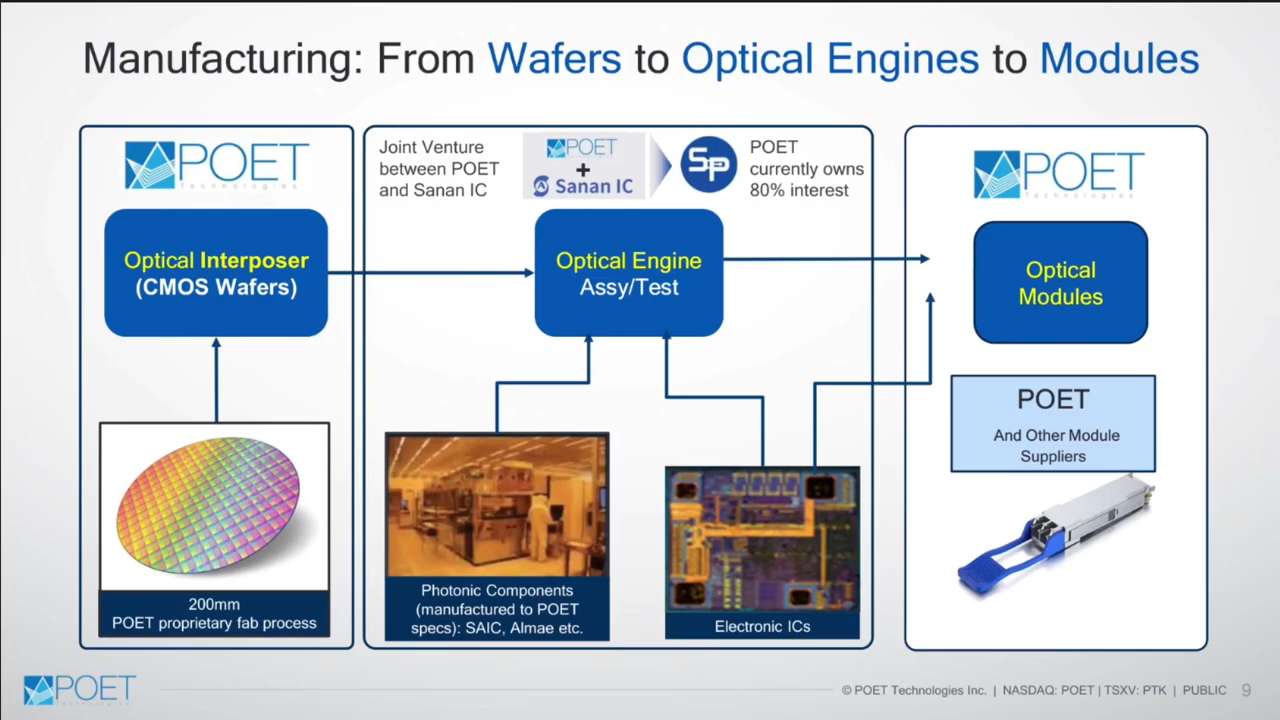 Manufacturing: From Wafers to Optical Engines to Modules
POET
Technologies
Optical Interposer
(CMOS Wafers)
200mm
POET proprietary fab process
Joint Venture
between POET
and Sanan IC
POET
+
Sanan IC
SP
POET
currently owns
80% interest
Optical Engine
Assy/Test
Photonic Components
(manufactured to POET
specs): SAIC, Almae etc.
Electronic ICs
POET
Technologies
Optical
Modules
POET
And Other Module
Suppliers
POET
Technologies
© POET Technologies Inc. | NASDAQ: POET | TSXV: PTK | PUBLIC 9